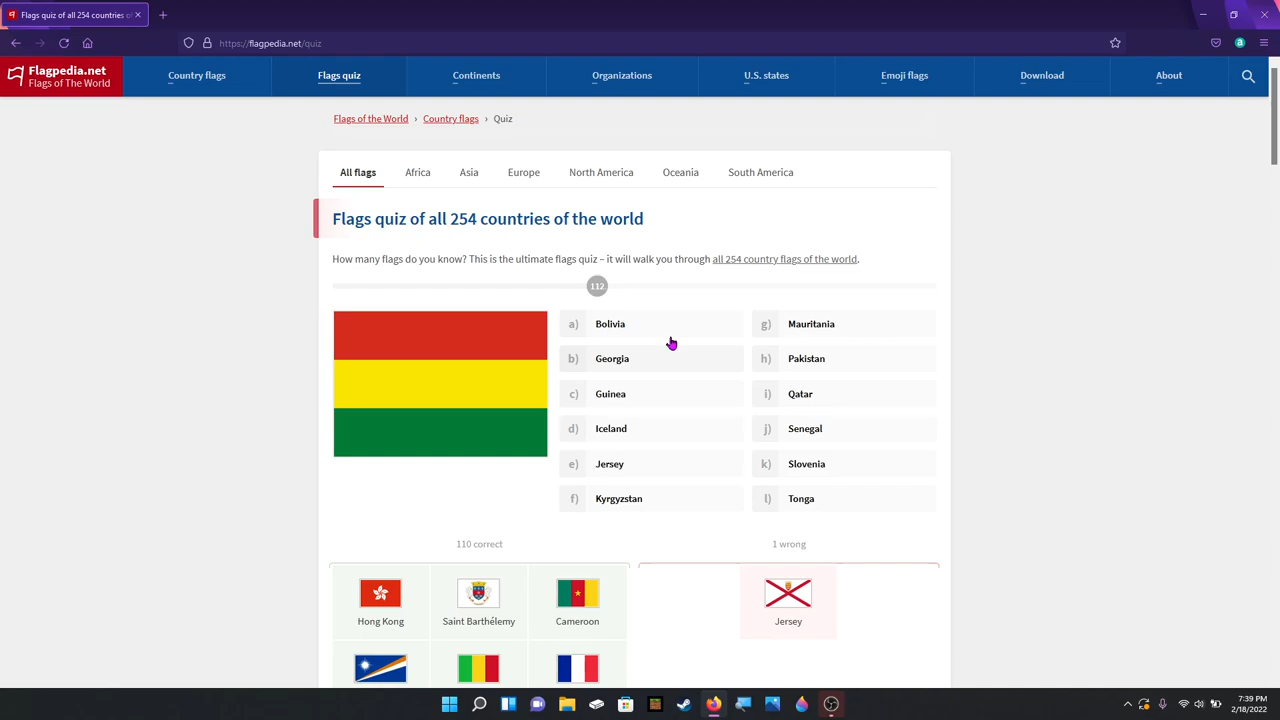 Flags quiz of all 254 countries of
https://flagpedia.net/quiz
Flagpedia.net
Flags of The World
Country flags
Flags quiz
Continents
Organizations
U.S. states
Emoji flags
Download
About
Flags of the World › Country flags › Quiz
All flags
Africa
Asia
Europe
North America
Oceania
South America
Flags quiz of all 254 countries of the world
How many flags do you know? This is the ultimate flags quiz – it will walk you through all 254 country flags of the world.
112
a) Bolivia
b) Georgia
c) Guinea
d) Iceland
e) Jersey
f) Kyrgyzstan
g) Mauritania
h) Pakistan
i) Qatar
j) Senegal
k) Slovenia
l) Tonga
110 correct
1 wrong
Hong Kong
Saint Barthélemy
Cameroon
Jersey
7:39 PM
2/18/2022